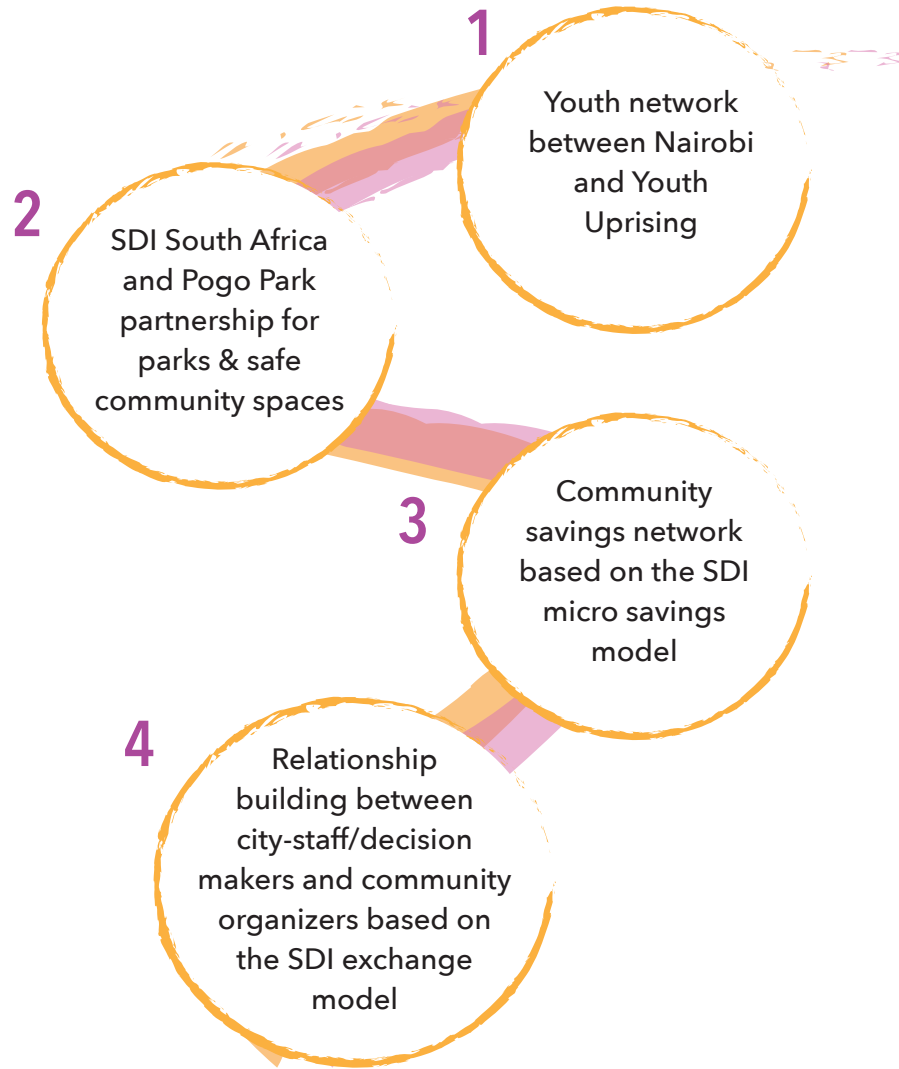 1
Youth network
between Nairobi
and Youth
Uprising
2
SDI South Africa
and Pogo Park
partnership for
parks & safe
community spaces
3
Community
savings network
based on the SDI
micro savings
model
4
Relationship
building between
city-staff/decision
makers and community
organizers based on
the SDI exchange
model